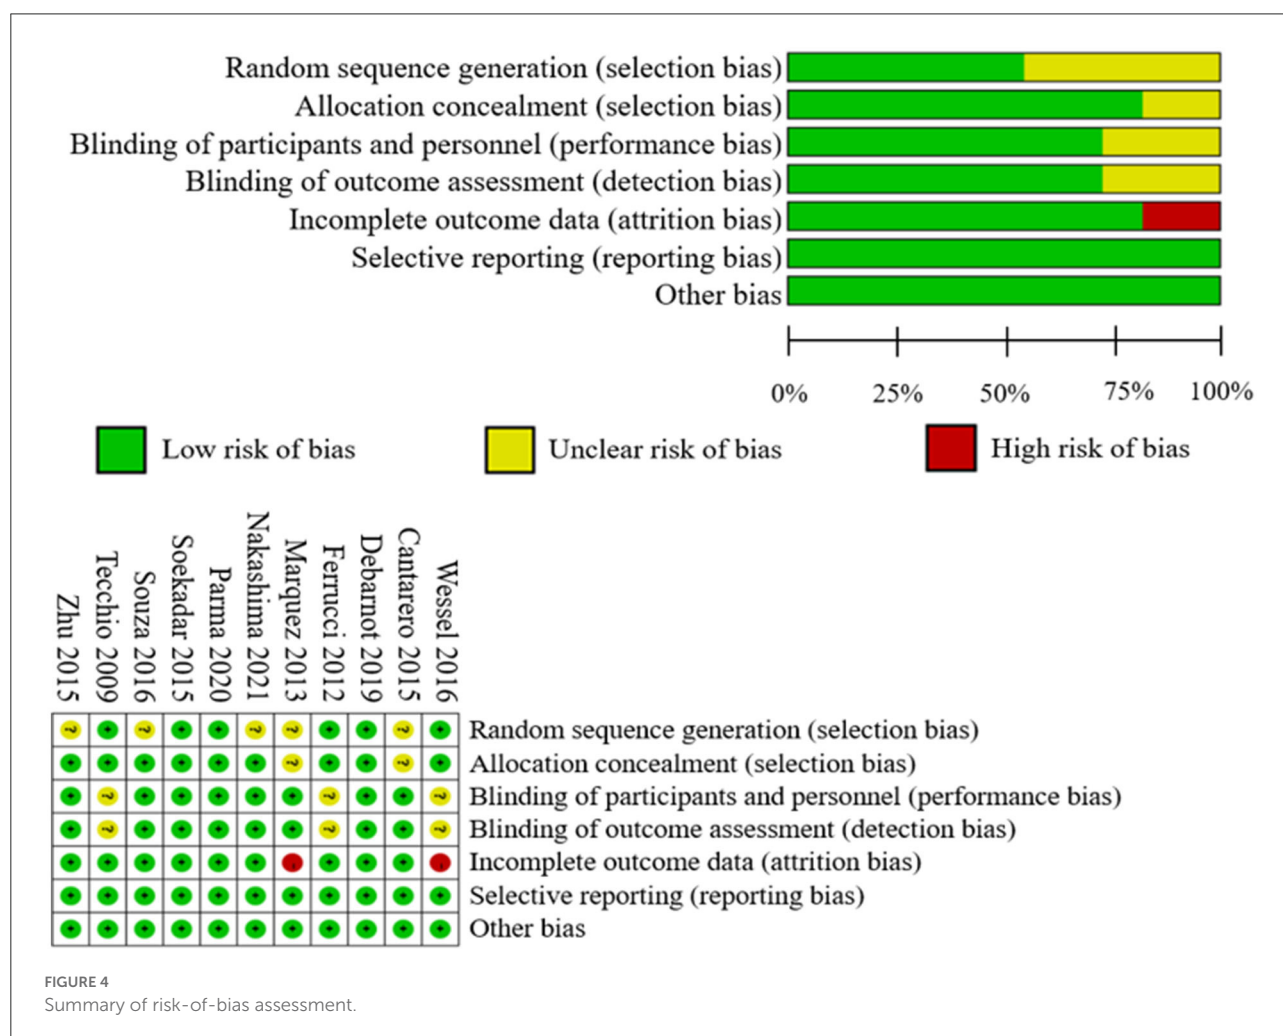 Random sequence generation (selection bias)
Allocation concealment (selection bias)
Blinding of participants and personnel (performance bias)
Blinding of outcome assessment (detection bias)
Incomplete outcome data (attrition bias)
Selective reporting (reporting bias)
Other bias
0% 25% 50% 75% 100%
Low risk of bias Unclear risk of bias High risk of bias
Zhu 2015
Tecchio 2009
Souza 2016
Soekadar 2015
Parma 2020
Nakashima 2021
Marquez 2013
Ferrucci 2012
Debarnot 2019
Cantarero 2015
Wessel 2016
? + ? + + ? ? + + ? + Random sequence generation (selection bias)
+ + + + + + ? + + ? + Allocation concealment (selection bias)
+ ? + + + + + ? + + ? Blinding of participants and personnel (performance bias)
+ ? + + + + + ? + + ? Blinding of outcome assessment (detection bias)
+ + + + + + - + + + - Incomplete outcome data (attrition bias)
+ + + + + + + + + + + Selective reporting (reporting bias)
+ + + + + + + + + + + Other bias
FIGURE 4
Summary of risk-of-bias assessment.